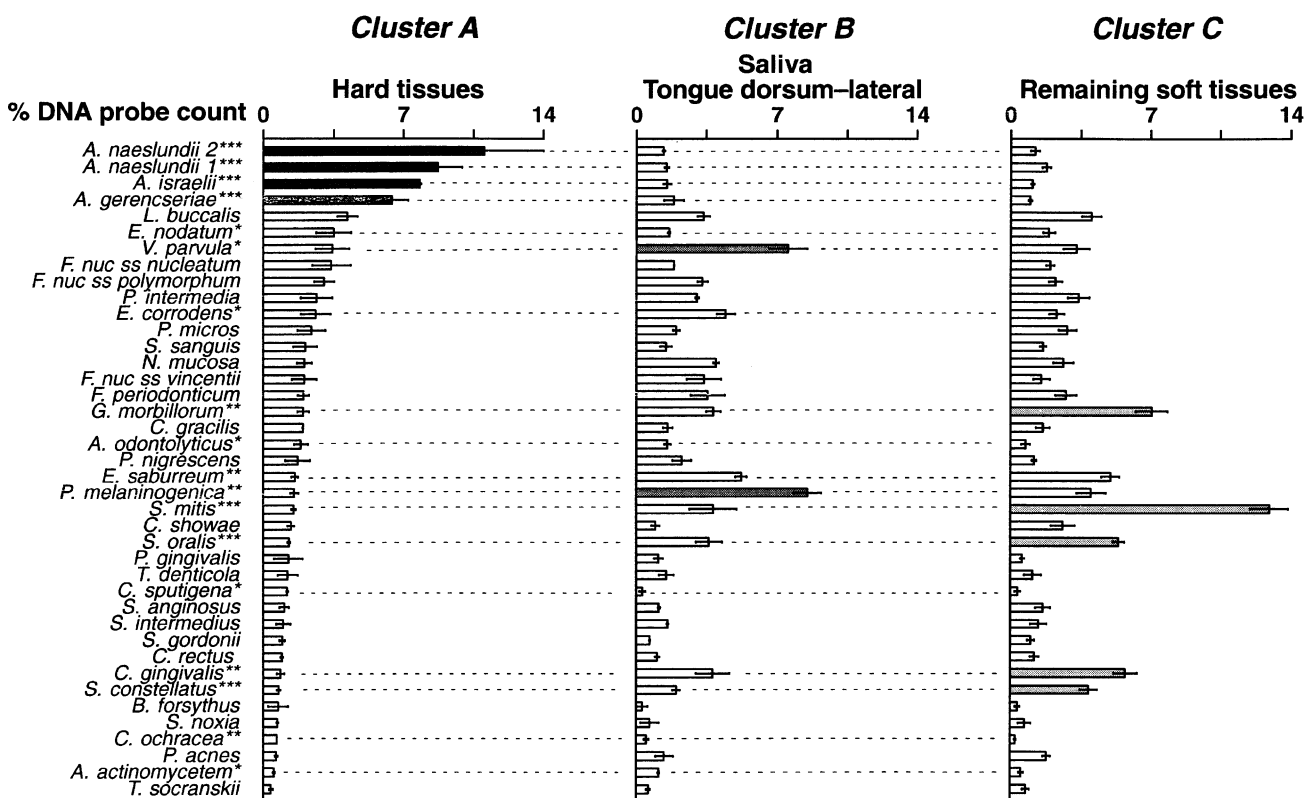 Cluster A Cluster B Cluster C
Saliva
Hard tissues Tongue dorsum–lateral Remaining soft tissues
% DNA probe count 0 7 14 0 7 14 0 7 14
A. naeslundii 2***
A. naeslundii 1***
A. israelii***
A. gerencseriae***
L. buccalis
E. nodatum*
V. parvula*
F. nuc ss nucleatum
F. nuc ss polymorphum
P. intermedia
E. corrodens*
P. micros
S. sanguis
N. mucosa
F. nuc ss vincentii
F. periodonticum
G. morbillorum**
C. gracilis
A. odontolyticus*
P. nigrescens
E. saburreum**
P. melaninogenica**
S. mitis***
C. showae
S. oralis***
P. gingivalis
T. denticola
C. sputigena*
S. anginosus
S. intermedius
S. gordonii
C. rectus
C. gingivalis**
S. constellatus***
B. forsythus
S. noxia
C. ochracea**
P. acnes
A. actinomycetem*
T. socranskii